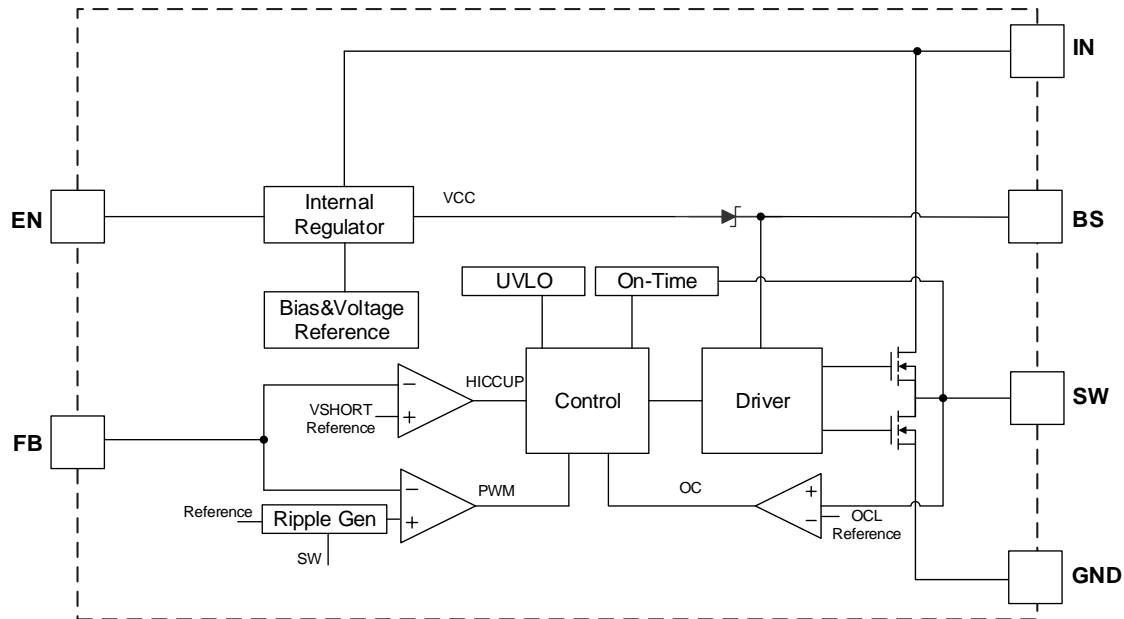 IN
EN
Internal
Regulator
VCC
BS
UVLO
On-Time
Bias&Voltage
Reference
HICCUP
−
VSHORT
Reference
+
Control
Driver
SW
FB
−
PWM
OC
+
Reference
Ripple Gen
+
−
OCL
Reference
SW
GND